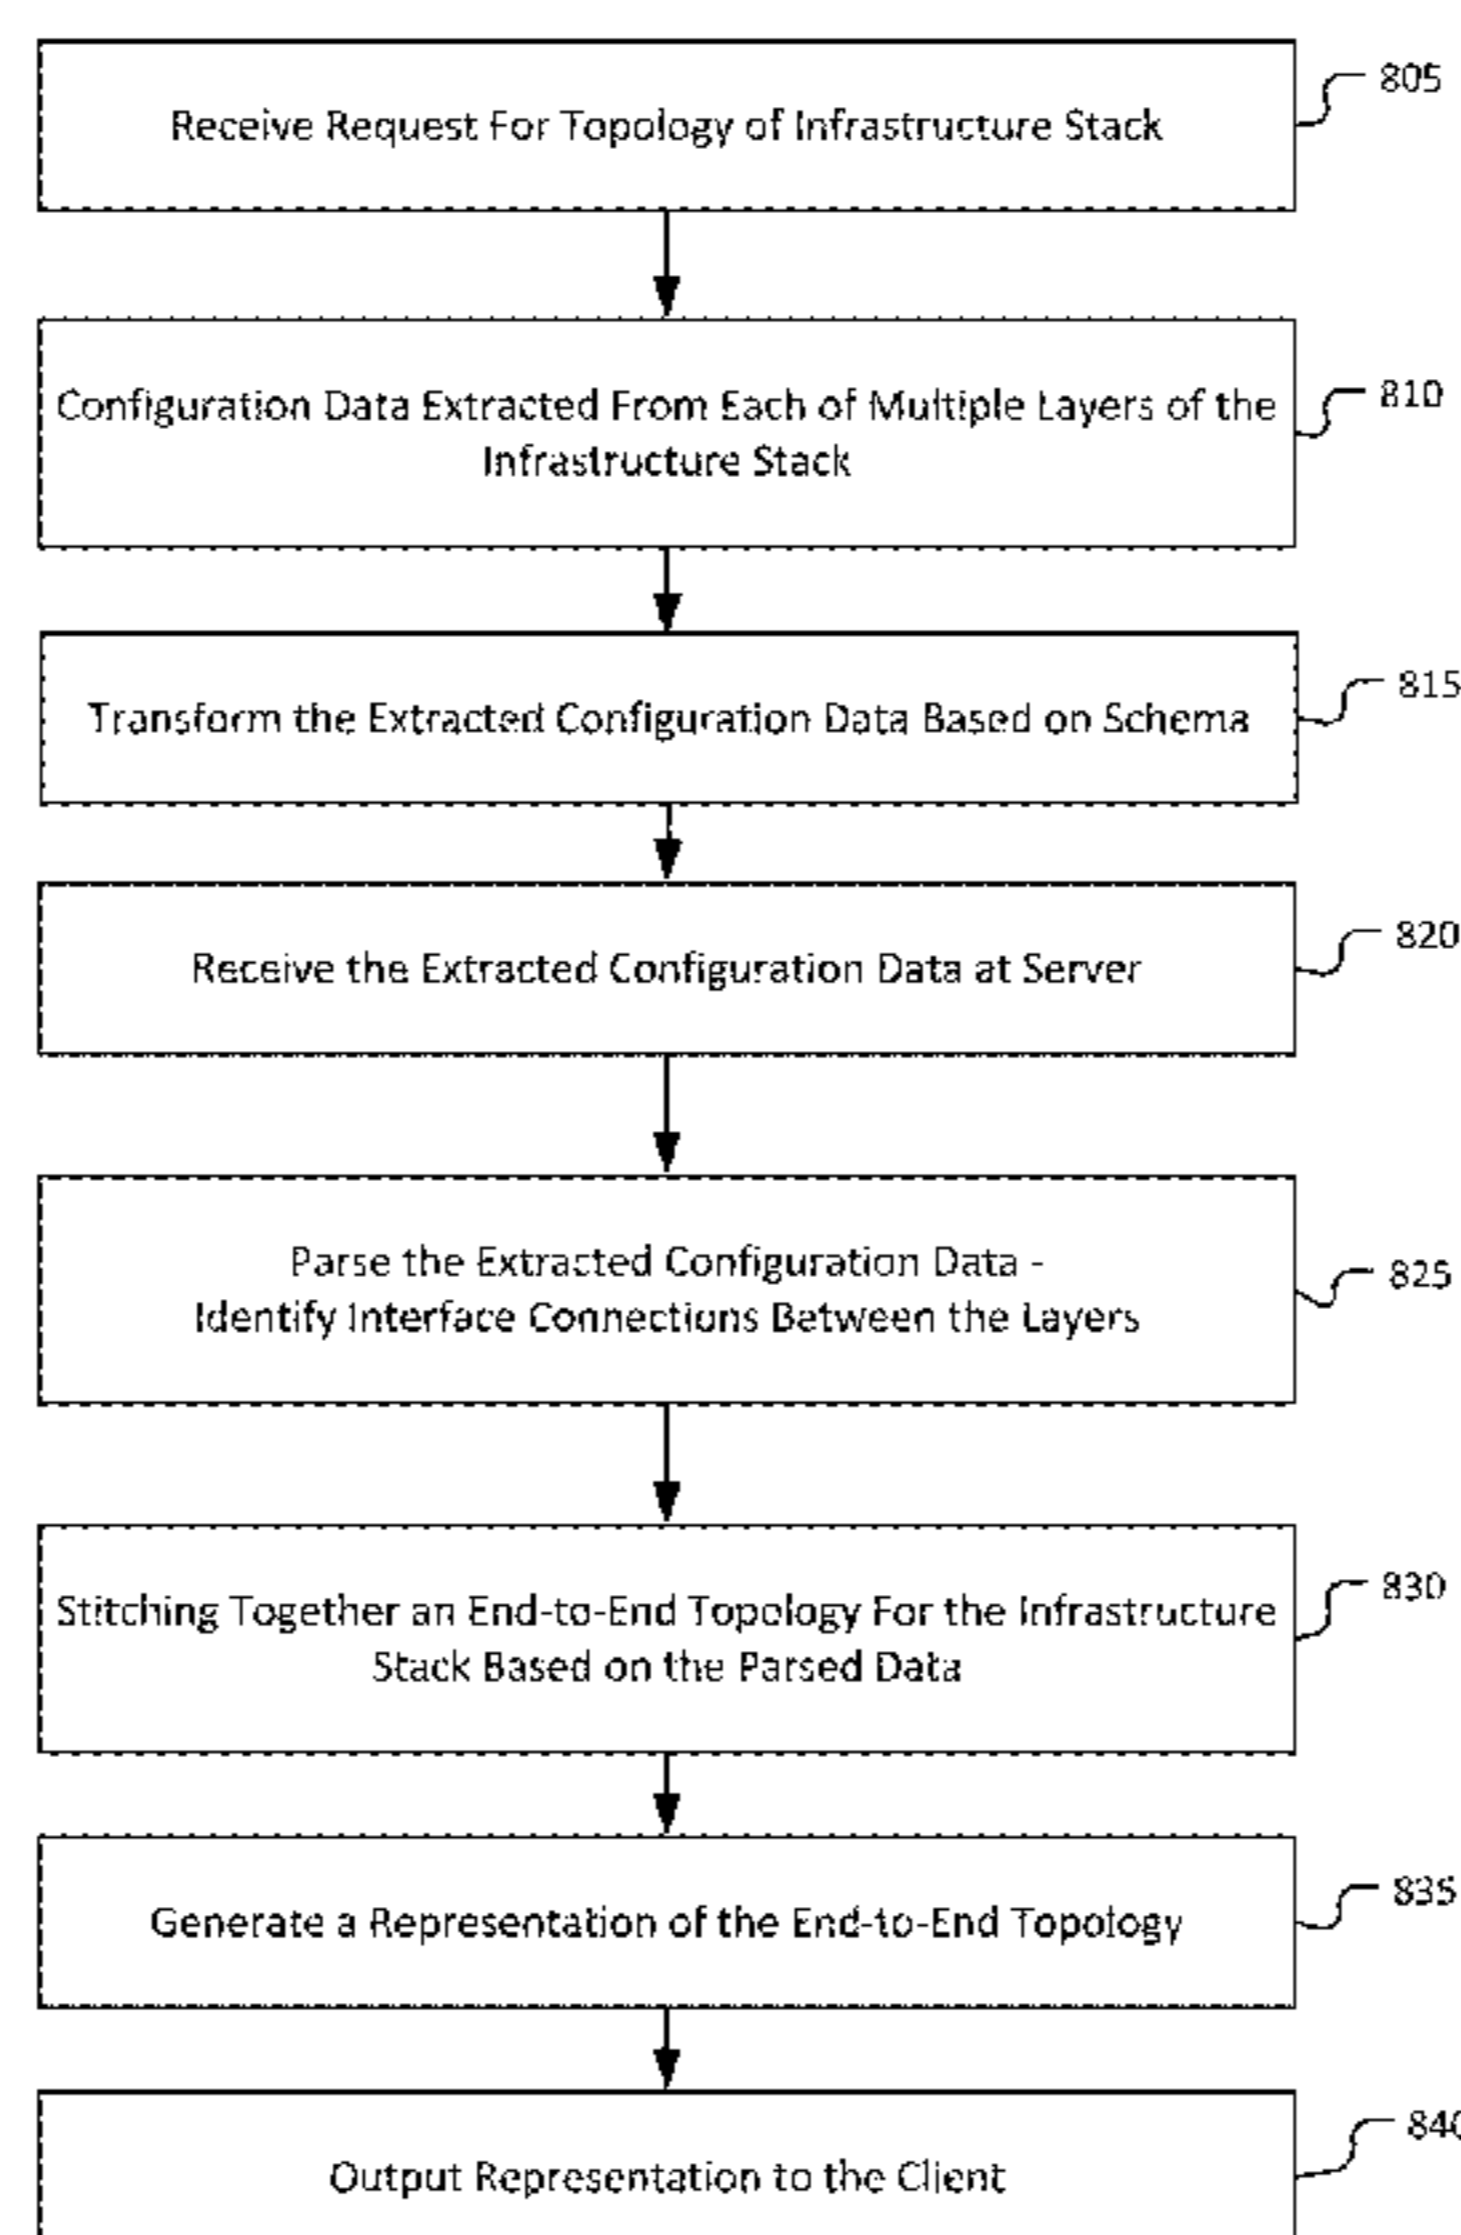 Receive Request For Topology of Infrastructure Stack
805
Configuration Data Extracted From Each of Multiple Layers of the
Infrastructure Stack
810
Transform the Extracted Configuration Data Based on Schema
815
Receive the Extracted Configuration Data at Server
820
Parse the Extracted Configuration Data -
Identify Interface Connections Between the Layers
825
Stitching Together an End-to-End Topology For the Infrastructure
Stack Based on the Parsed Data
830
Generate a Representation of the End-to-End Topology
835
Output Representation to the Client
840